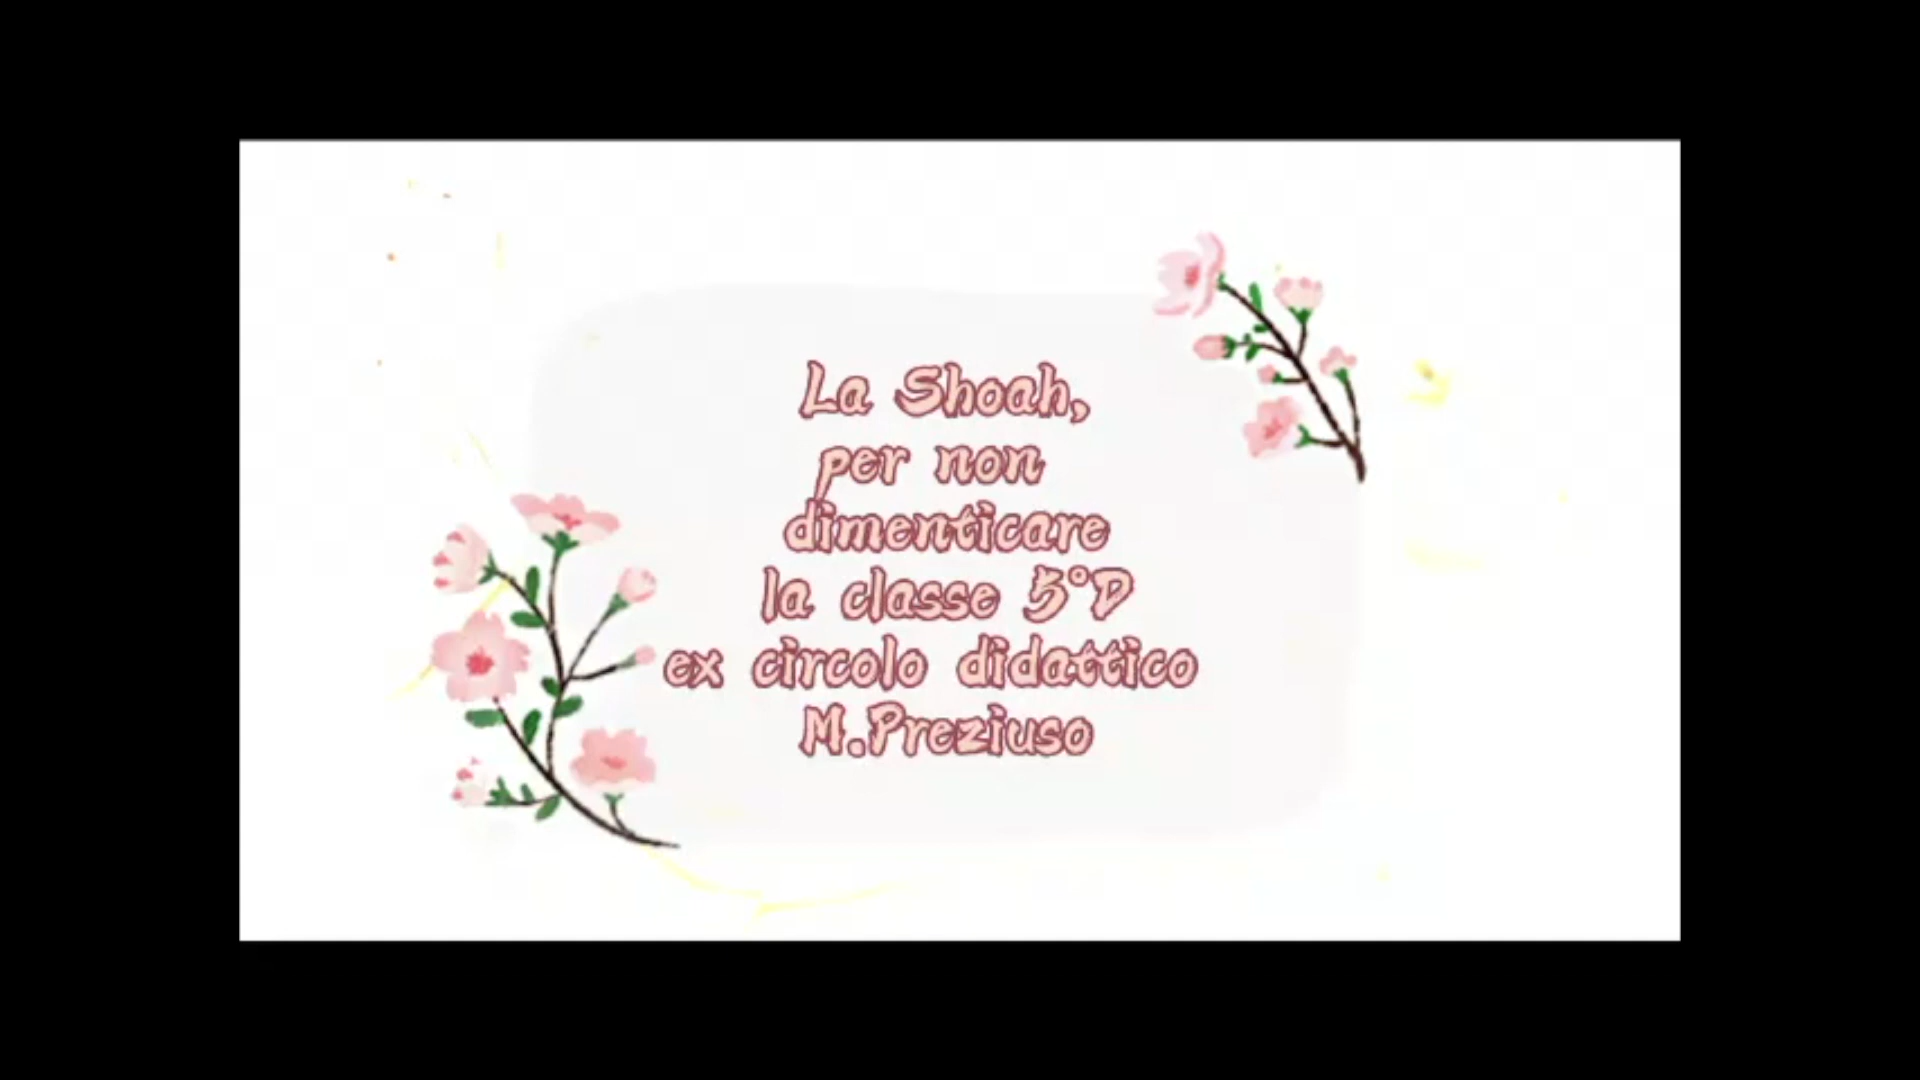 La Shoah,
per non
dimenticare
la classe 5°D
ex circolo didattico
M.Preziuso